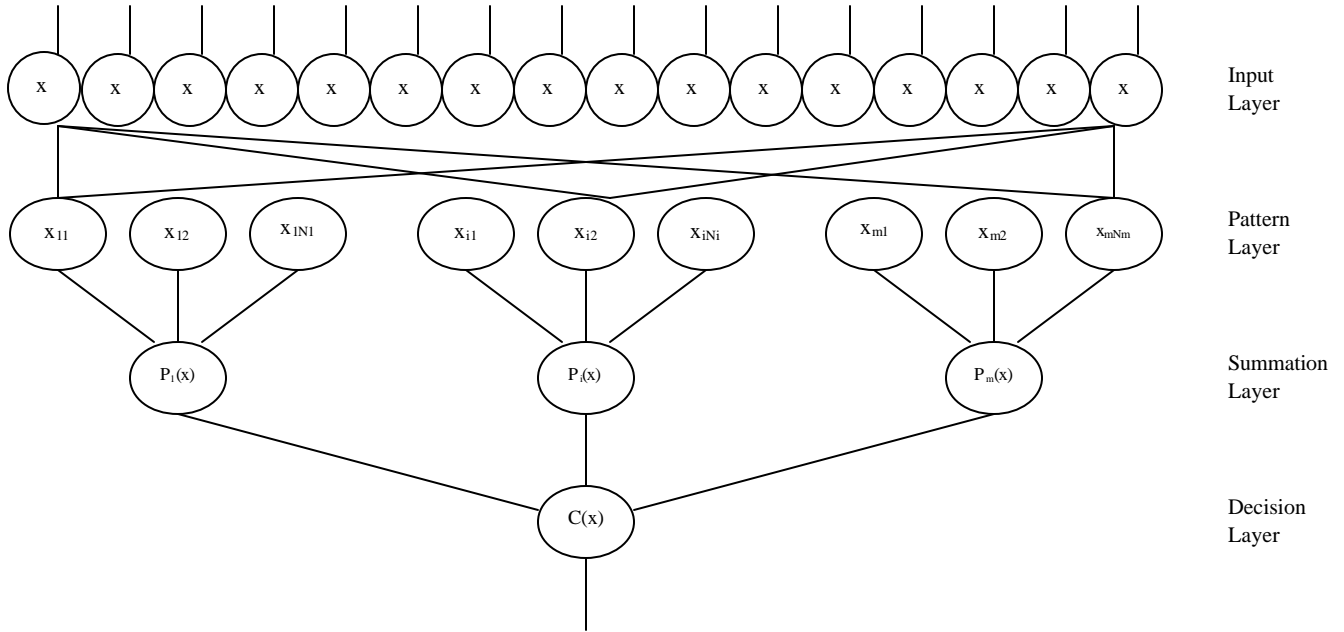 x x x x x x x x x x x x x x x x
Input
Layer
x11 x12 x1N1 xi1 xi2 xiNi xm1 xm2 xmNm
Pattern
Layer
P1(x) Pi(x) Pm(x)
Summation
Layer
C(x)
Decision
Layer